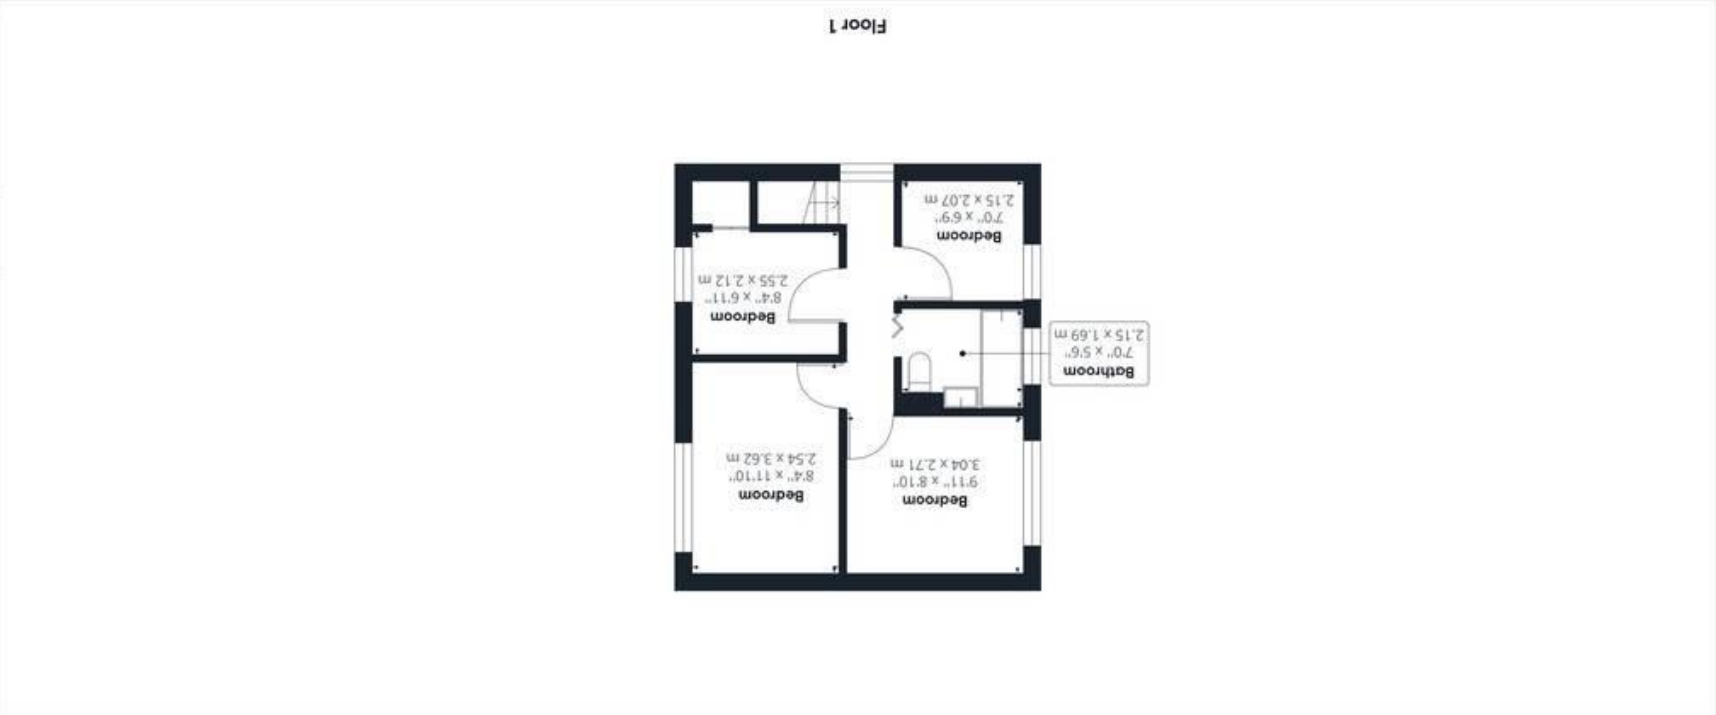 Bedroom
9'11" x 8'10"
3.04 x 2.71 m
Bedroom
8'4" x 11'10"
2.54 x 3.62 m
Bathroom
7'0" x 5'6"
2.15 x 1.69 m
Bedroom
8'4" x 6'11"
2.55 x 2.12 m
Bedroom
7'0" x 6'9"
2.15 x 2.07 m
Floor 1